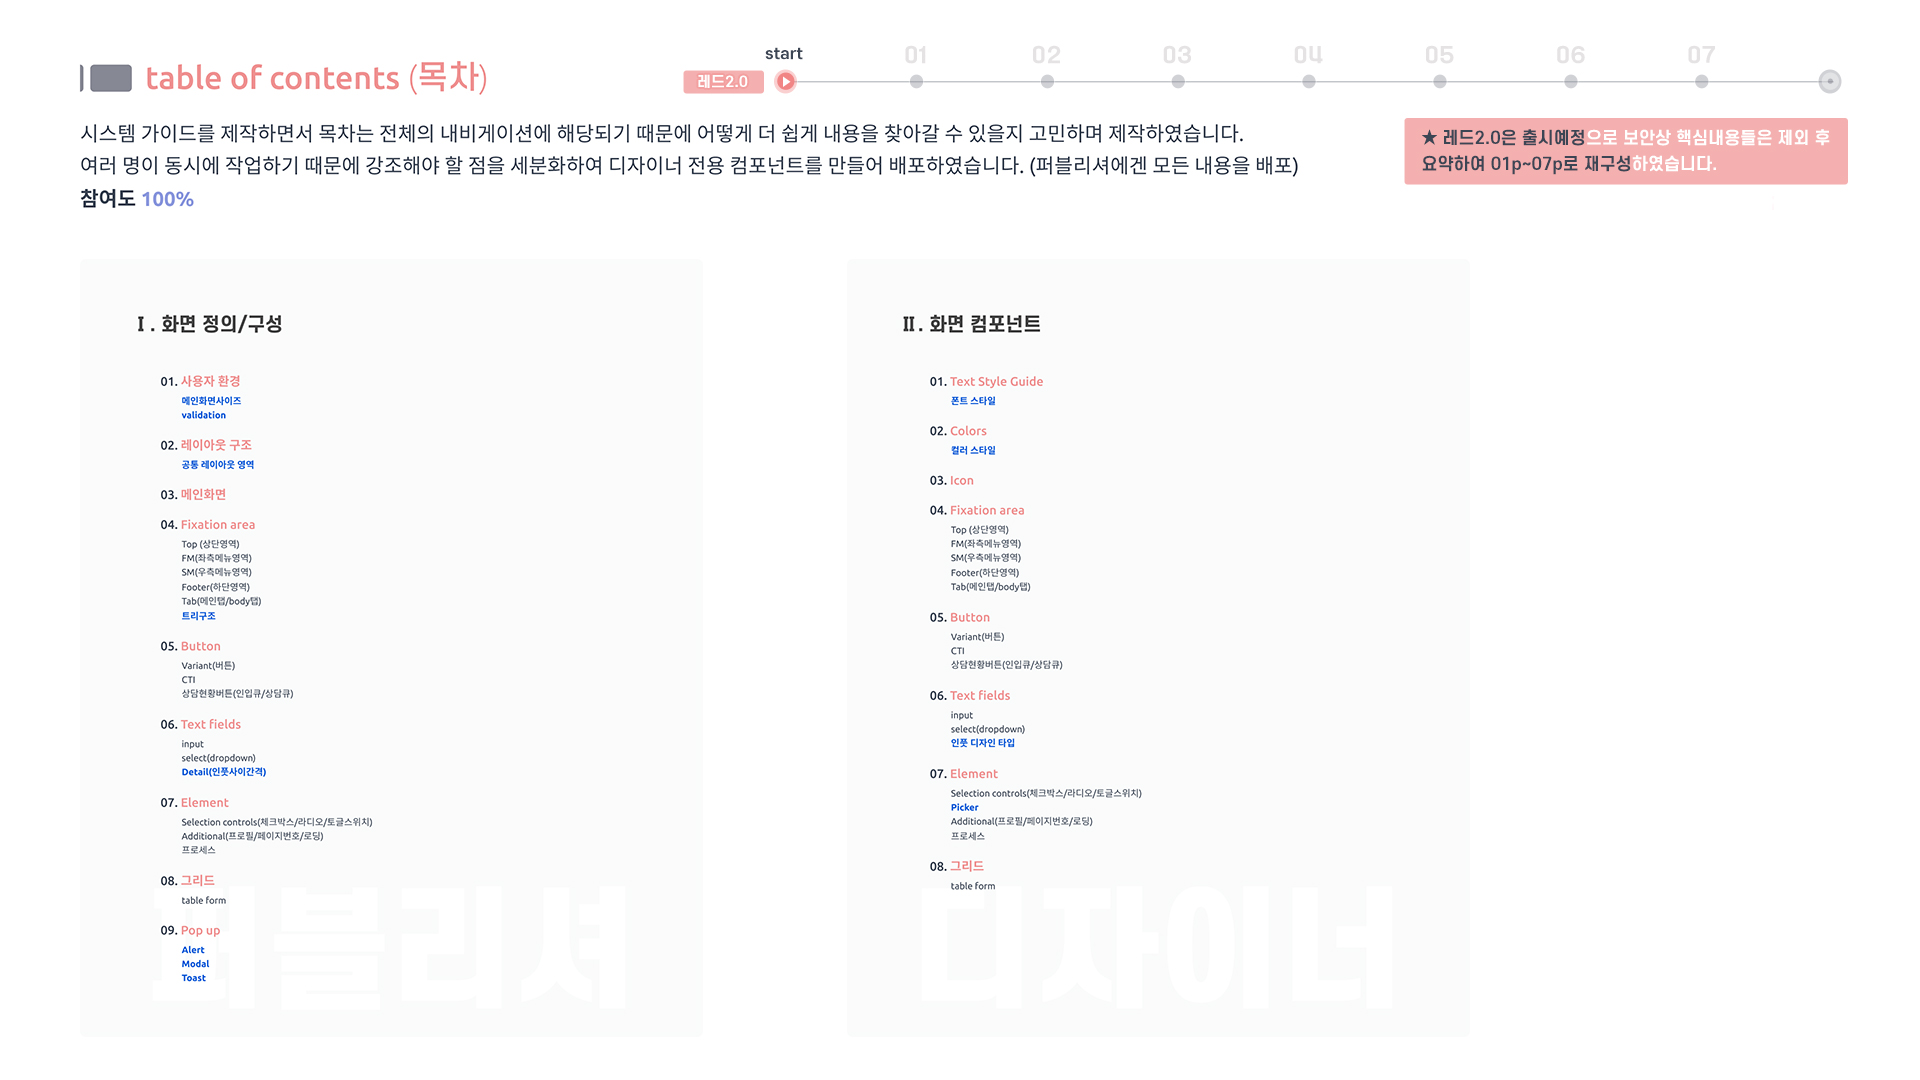 table of contents (목차)
레드2.0
start
01
02
03
04
05
06
07
시스템 가이드를 제작하면서 목차는 전체의 내비게이션에 해당되기 때문에 어떻게 더 쉽게 내용을 찾아갈 수 있을지 고민하며 제작하였습니다.
여러 명이 동시에 작업하기 때문에 강조해야 할 점을 세분화하여 디자이너 전용 컴포넌트를 만들어 배포하였습니다. (퍼블리셔에겐 모든 내용을 배포)
참여도 100%
★ 레드2.0은 출시예정으로 보안상 핵심내용들은 제외 후
요약하여 01p~07p로 재구성하였습니다.
I . 화면 정의/구성
01. 사용자 환경
메인화면사이즈
validation
02. 레이아웃 구조
공통 레이아웃 영역
03. 메인화면
04. Fixation area
Top (상단영역)
FM(좌측메뉴영역)
SM(우측메뉴영역)
Footer(하단영역)
Tab(메인탭/body탭)
트리구조
05. Button
Variant(버튼)
CTI
상담현황버튼(인입큐/상담큐)
06. Text fields
input
select(dropdown)
Detail(인풋사이간격)
07. Element
Selection controls(체크박스/라디오/토글스위치)
Additional(프로필/페이지번호/로딩)
프로세스
08. 그리드
table form
09. Pop up
Alert
Modal
Toast
퍼블리셔
II . 화면 컴포넌트
01. Text Style Guide
폰트 스타일
02. Colors
컬러 스타일
03. Icon
04. Fixation area
Top (상단영역)
FM(좌측메뉴영역)
SM(우측메뉴영역)
Footer(하단영역)
Tab(메인탭/body탭)
05. Button
Variant(버튼)
CTI
상담현황버튼(인입큐/상담큐)
06. Text fields
input
select(dropdown)
인풋 디자인 타입
07. Element
Selection controls(체크박스/라디오/토글스위치)
Picker
Additional(프로필/페이지번호/로딩)
프로세스
08. 그리드
table form
디자이너